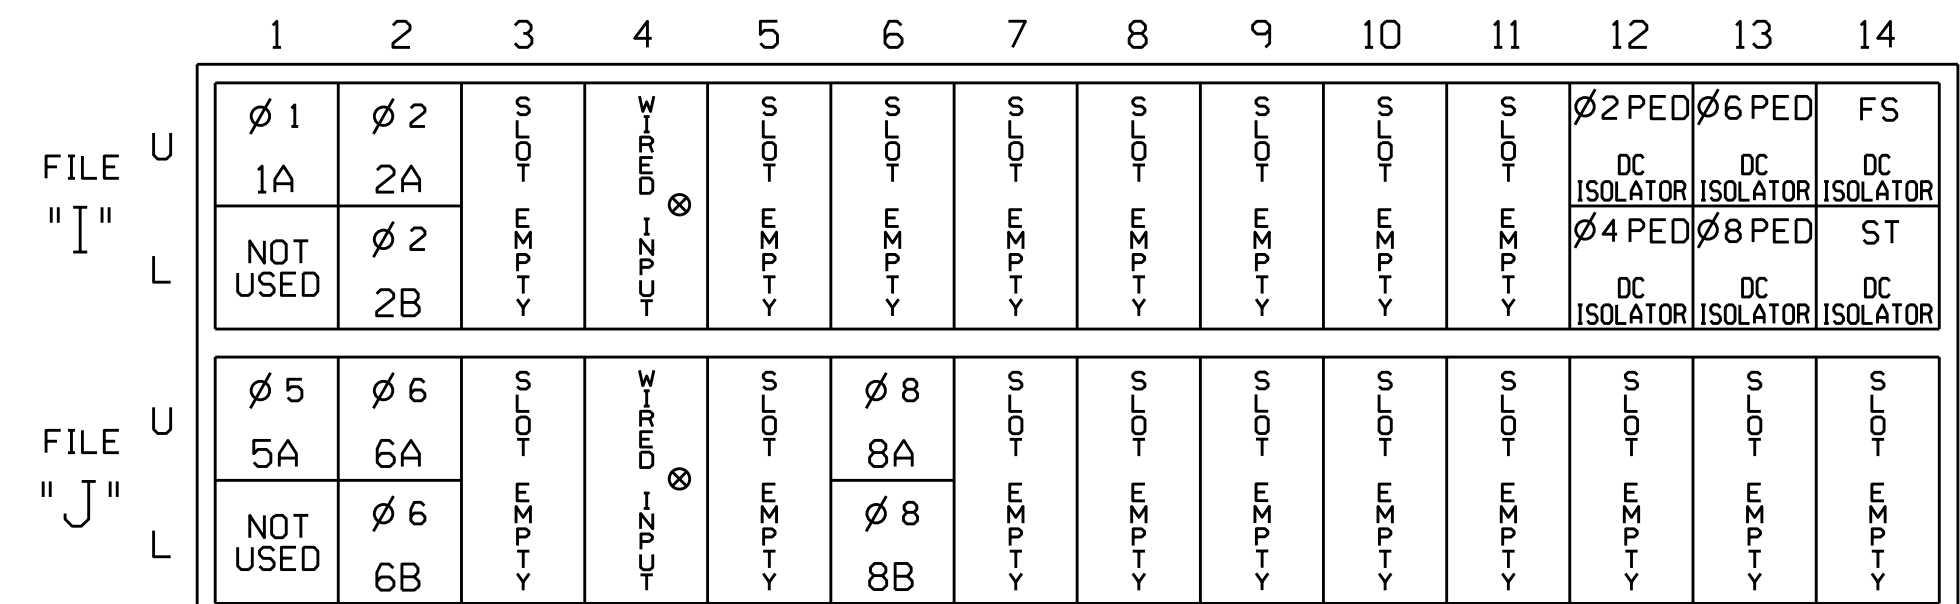 1 2 3 4 5 6 7 8 9 10 11 12 13 14
FILE "I"
U
L
Ø 1
1A
NOT
USED
Ø 2
2A
Ø 2
2B
SLOT EMPTY
WIRED INPUT
SLOT EMPTY
SLOT EMPTY
SLOT EMPTY
SLOT EMPTY
SLOT EMPTY
SLOT EMPTY
SLOT EMPTY
Ø2 PED
DC
ISOLATOR
Ø4 PED
DC
ISOLATOR
Ø6 PED
DC
ISOLATOR
Ø8 PED
DC
ISOLATOR
FS
DC
ISOLATOR
ST
DC
ISOLATOR
FILE "J"
U
L
Ø 5
5A
NOT
USED
Ø 6
6A
Ø 6
6B
SLOT EMPTY
WIRED INPUT
SLOT EMPTY
Ø 8
8A
Ø 8
8B
SLOT EMPTY
SLOT EMPTY
SLOT EMPTY
SLOT EMPTY
SLOT EMPTY
SLOT EMPTY
SLOT EMPTY
SLOT EMPTY